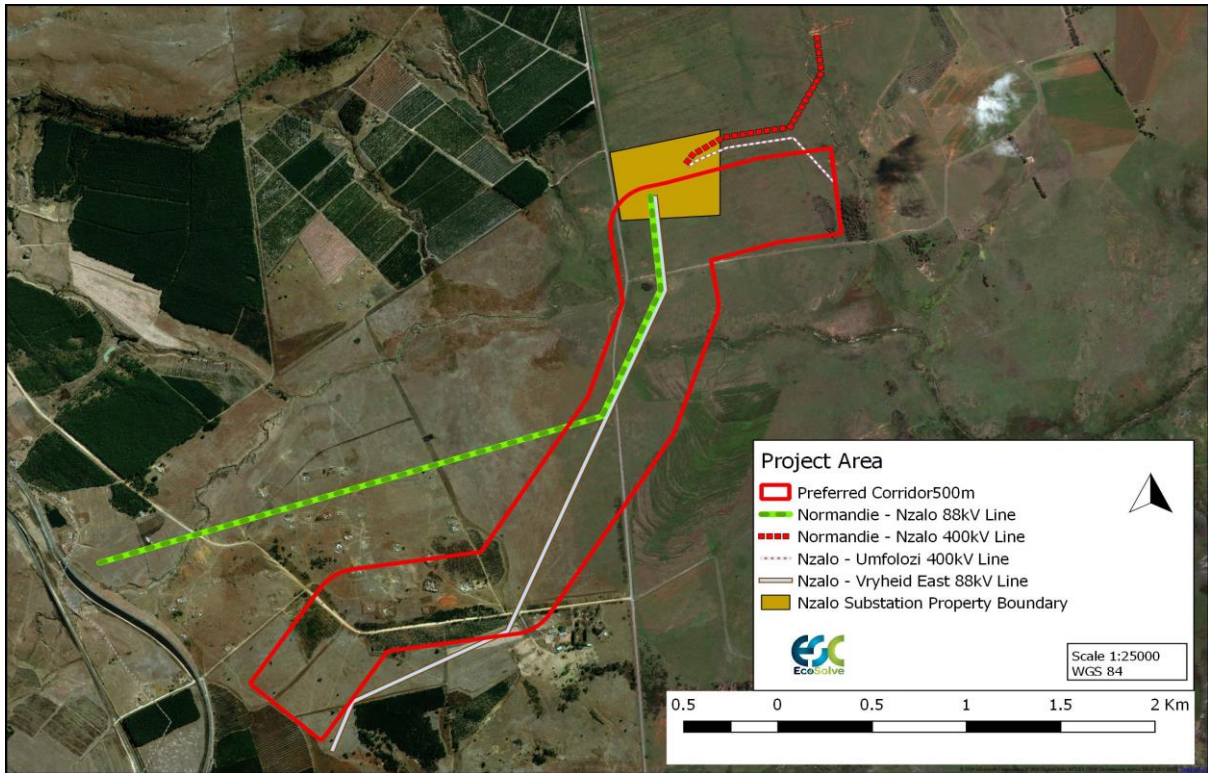 Project Area
Preferred Corridor500m
Normandie - Nzalo 88kV Line
Normandie - Nzalo 400kV Line
Nzalo - Umfolozi 400kV Line
Nzalo - Vryheid East 88kV Line
Nzalo Substation Property Boundary
ESC
EcoSolve
Scale 1:25000
WGS 84
0.5 0 0.5 1 1.5 2 Km